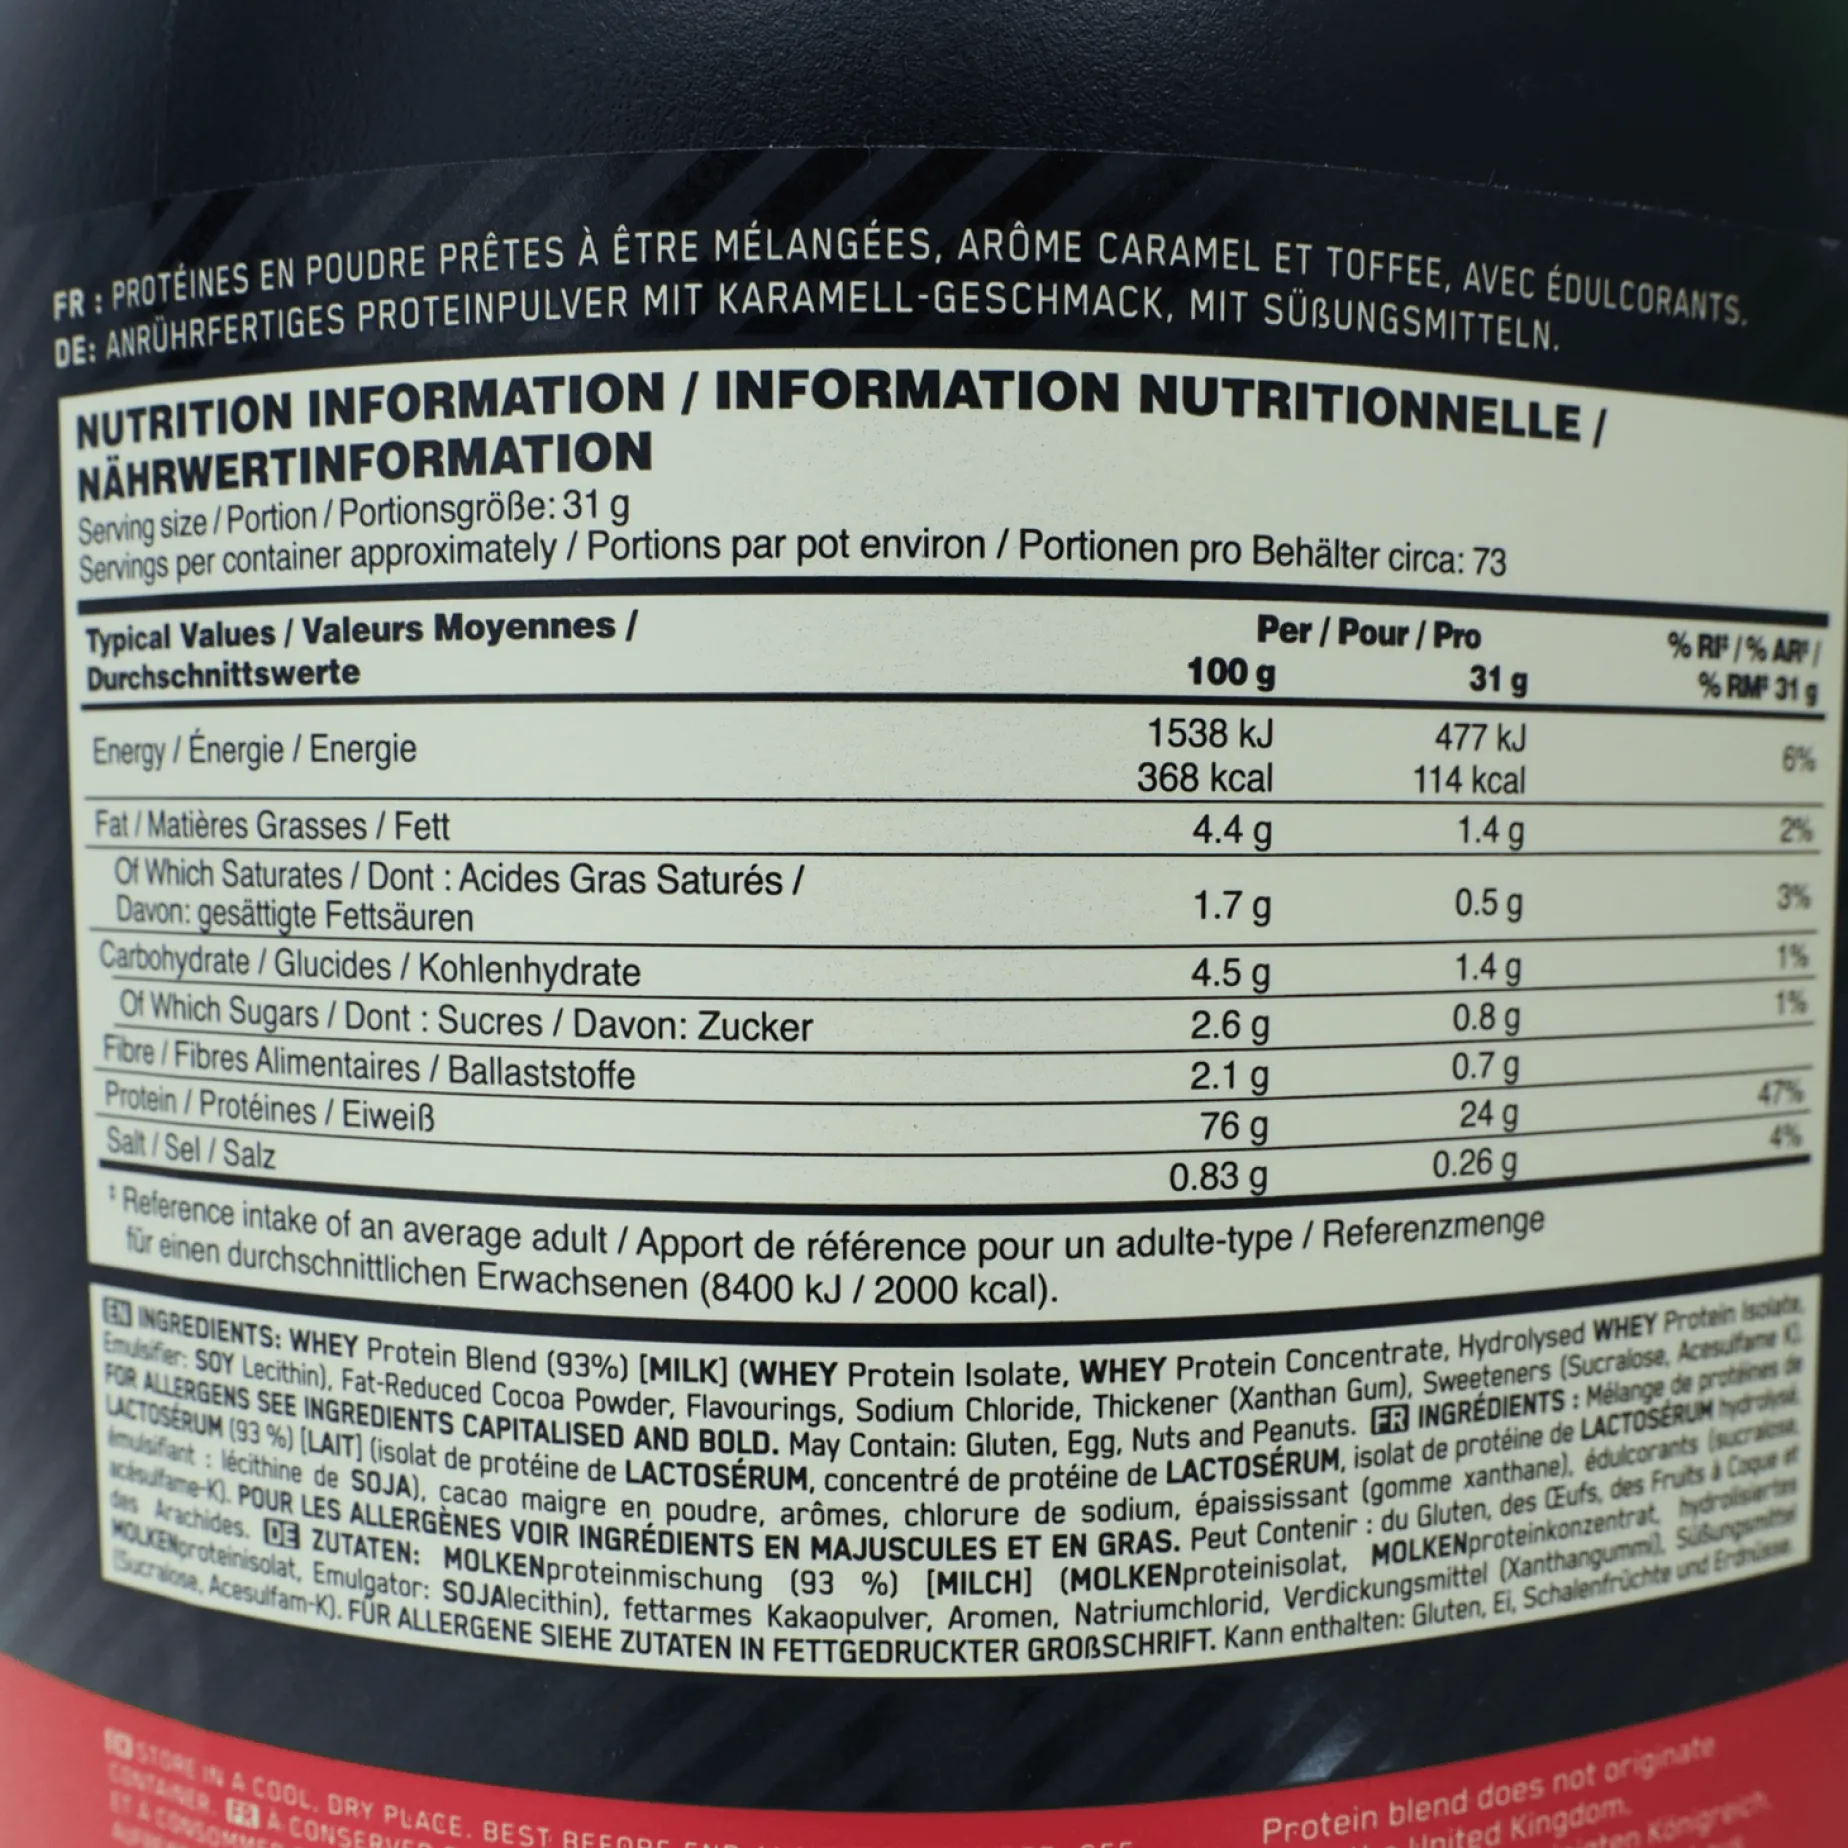 FR : PROTÉINES EN POUDRE PRÊTES À ÊTRE MÉLANGÉES, ARÔME CARAMEL ET TOFFEE, AVEC ÉDULCORANTS.
DE: ANRÜHRFERTIGES PROTEINPULVER MIT KARAMELL-GESCHMACK, MIT SÜßUNGSMITTELN.
NUTRITION INFORMATION / INFORMATION NUTRITIONNELLE /
NÄHRWERTINFORMATION
Serving size / Portion / Portionsgröße: 31 g
Servings per container approximately / Portions par pot environ / Portionen pro Behälter circa: 73
Typical Values / Valeurs Moyennes / Per / Pour / Pro % RI‡ / % AR‡ /
Durchschnittswerte 100 g 31 g % RM‡ 31 g
Energy / Énergie / Energie 1538 kJ 477 kJ 6%
368 kcal 114 kcal
Fat / Matières Grasses / Fett 4.4 g 1.4 g 2%
Of Which Saturates / Dont : Acides Gras Saturés /
Davon: gesättigte Fettsäuren 1.7 g 0.5 g 3%
Carbohydrate / Glucides / Kohlenhydrate 4.5 g 1.4 g 1%
Of Which Sugars / Dont : Sucres / Davon: Zucker 2.6 g 0.8 g 1%
Fibre / Fibres Alimentaires / Ballaststoffe 2.1 g 0.7 g
Protein / Protéines / Eiweiß 76 g 24 g 47%
Salt / Sel / Salz 0.83 g 0.26 g 4%
‡ Reference intake of an average adult / Apport de référence pour un adulte-type / Referenzmenge
für einen durchschnittlichen Erwachsenen (8400 kJ / 2000 kcal).
EN INGREDIENTS: WHEY Protein Blend (93%) [MILK] (WHEY Protein Isolate, WHEY Protein Concentrate, Hydrolysed WHEY Protein Isolate,
Emulsifier: SOY Lecithin), Fat-Reduced Cocoa Powder, Flavourings, Sodium Chloride, Thickener (Xanthan Gum), Sweeteners (Sucralose, Acesulfame K).
FOR ALLERGENS SEE INGREDIENTS CAPITALISED AND BOLD. May Contain: Gluten, Egg, Nuts and Peanuts. FR INGRÉDIENTS : Mélange de protéines de
LACTOSÉRUM (93 %) [LAIT] (isolat de protéine de LACTOSÉRUM, concentré de protéine de LACTOSÉRUM, isolat de protéine de LACTOSÉRUM hydrolysé,
émulsifiant : lécithine de SOJA), cacao maigre en poudre, arômes, chlorure de sodium, épaississant (gomme xanthane), édulcorants (sucralose,
acésulfame-K). POUR LES ALLERGÈNES VOIR INGRÉDIENTS EN MAJUSCULES ET EN GRAS. Peut Contenir : du Gluten, des Œufs, des Fruits à Coque et
des Arachides. DE ZUTATEN: MOLKENproteinmischung (93 %) [MILCH] (MOLKENproteinisolat, MOLKENproteinkonzentrat, hydrolisiertes
MOLKENproteinisolat, Emulgator: SOJAlecithin), fettarmes Kakaopulver, Aromen, Natriumchlorid, Verdickungsmittel (Xanthangummi), Süßungsmittel
(Sucralose, Acesulfam-K). FÜR ALLERGENE SIEHE ZUTATEN IN FETTGEDRUCKTER GROßSCHRIFT. Kann enthalten: Gluten, Ei, Schalenfrüchte und Erdnüsse.
STORE IN A COOL, DRY PLACE. BEST BEFORE
CONTAINER. FR À CONSERVER
ET À CONSOMMER
Protein blend does not originate
United Kingdom.
Königreich